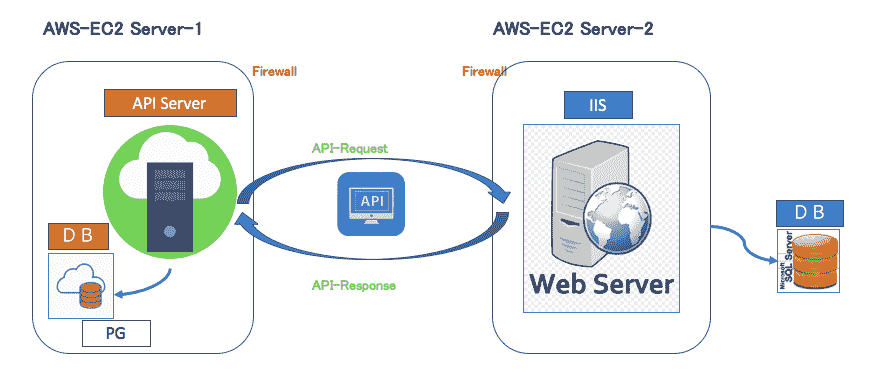 AWS-EC2 Server-1
AWS-EC2 Server-2
Firewall
Firewall
API Server
IIS
API-Request
API
D B
D B
Microsoft
SQL Server
Web Server
API-Response
PG